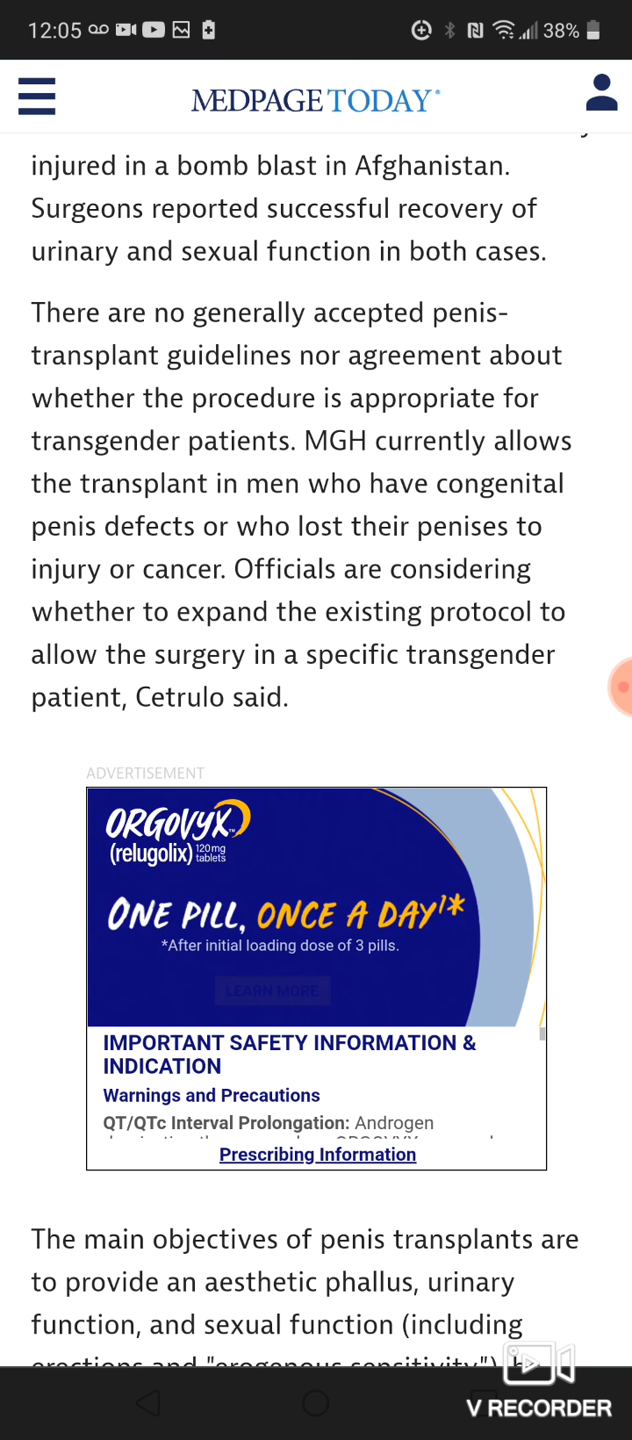 12:05
38%
MEDPAGE TODAY
injured in a bomb blast in Afghanistan.
Surgeons reported successful recovery of
urinary and sexual function in both cases.
There are no generally accepted penis-
transplant guidelines nor agreement about
whether the procedure is appropriate for
transgender patients. MGH currently allows
the transplant in men who have congenital
penis defects or who lost their penises to
injury or cancer. Officials are considering
whether to expand the existing protocol to
allow the surgery in a specific transgender
patient, Cetrulo said.
ADVERTISEMENT
ORGOVYX™
(relugolix) 120 mg
tablets
ONE PILL, ONCE A DAY¹*
*After initial loading dose of 3 pills.
LEARN MORE
IMPORTANT SAFETY INFORMATION &
INDICATION
Warnings and Precautions
QT/QTc Interval Prolongation: Androgen
Prescribing Information
The main objectives of penis transplants are
to provide an aesthetic phallus, urinary
function, and sexual function (including
erections and "erogenous sensitivity"),
V RECORDER